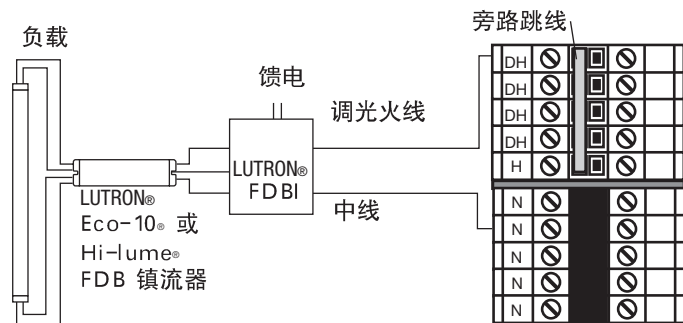 旁路跳线
负载
馈电
调光火线
LUTRON®
FDBI
中线
LUTRON®
Eco-10® 或
Hi-lume®
FDB 镇流器
DH
DH
DH
DH
H
N
N
N
N
N